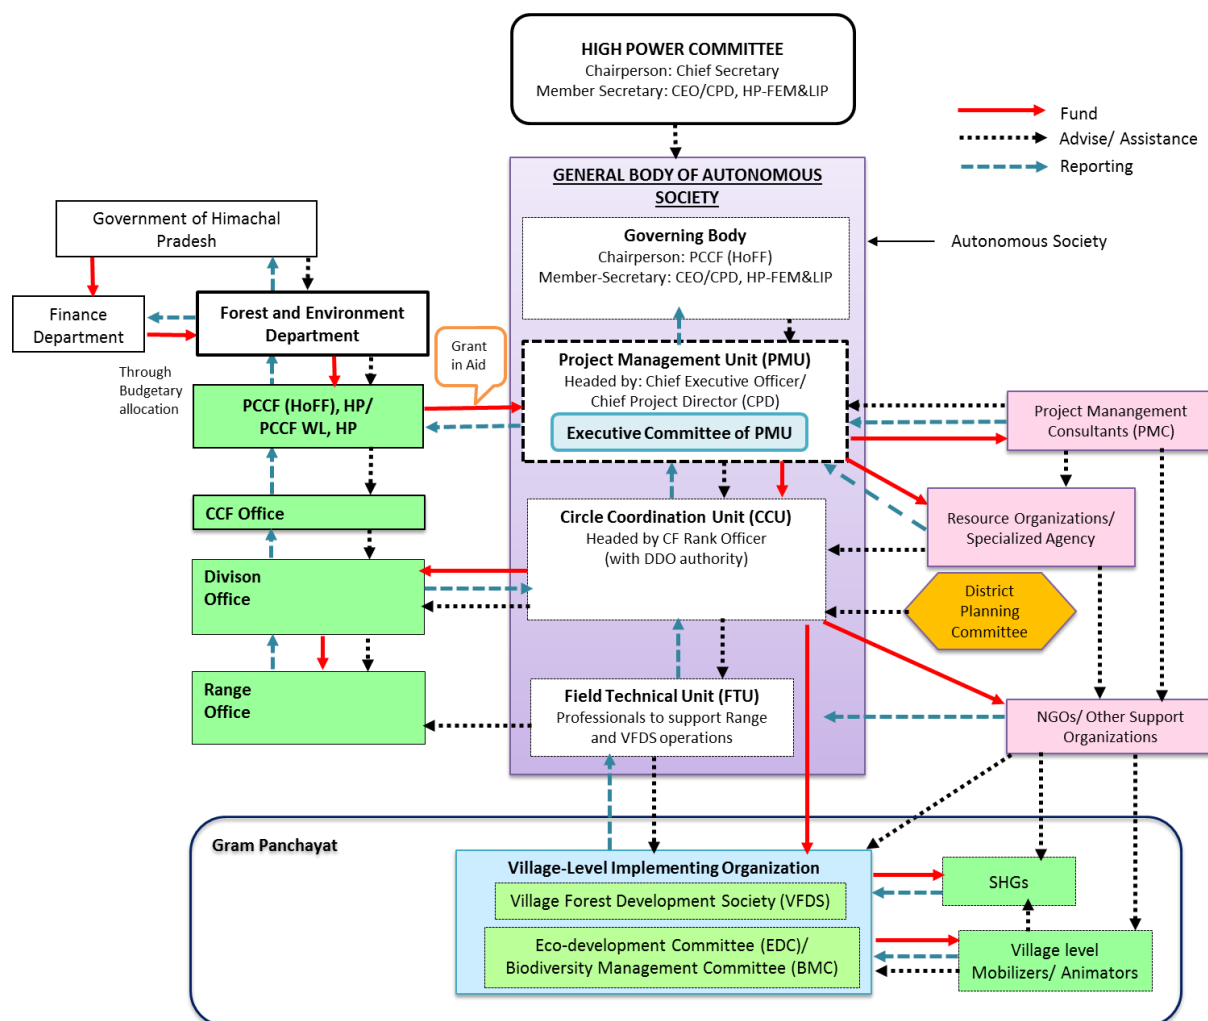 HIGH POWER COMMITTEE
Chairperson: Chief Secretary
Member Secretary: CEO/CPD, HP-FEM&LIP
Fund
Advise/ Assistance
Reporting
GENERAL BODY OF AUTONOMOUS
SOCIETY
Government of Himachal
Pradesh
Governing Body
Chairperson: PCCF (HoFF)
Member-Secretary: CEO/CPD, HP-FEM&LIP
Autonomous Society
Finance
Department
Forest and Environment
Department
Through
Budgetary
allocation
Grant
in Aid
Project Management Unit (PMU)
Headed by: Chief Executive Officer/
Chief Project Director (CPD)
Executive Committee of PMU
PCCF (HoFF), HP/
PCCF WL, HP
Project Manangement
Consultants (PMC)
CCF Office
Circle Coordination Unit (CCU)
Headed by CF Rank Officer
(with DDO authority)
Resource Organizations/
Specialized Agency
Divison
Office
District
Planning
Committee
Range
Office
Field Technical Unit (FTU)
Professionals to support Range
and VFDS operations
NGOs/ Other Support
Organizations
Gram Panchayat
Village-Level Implementing Organization
Village Forest Development Society (VFDS)
Eco-development Committee (EDC)/
Biodiversity Management Committee (BMC)
SHGs
Village level
Mobilizers/ Animators